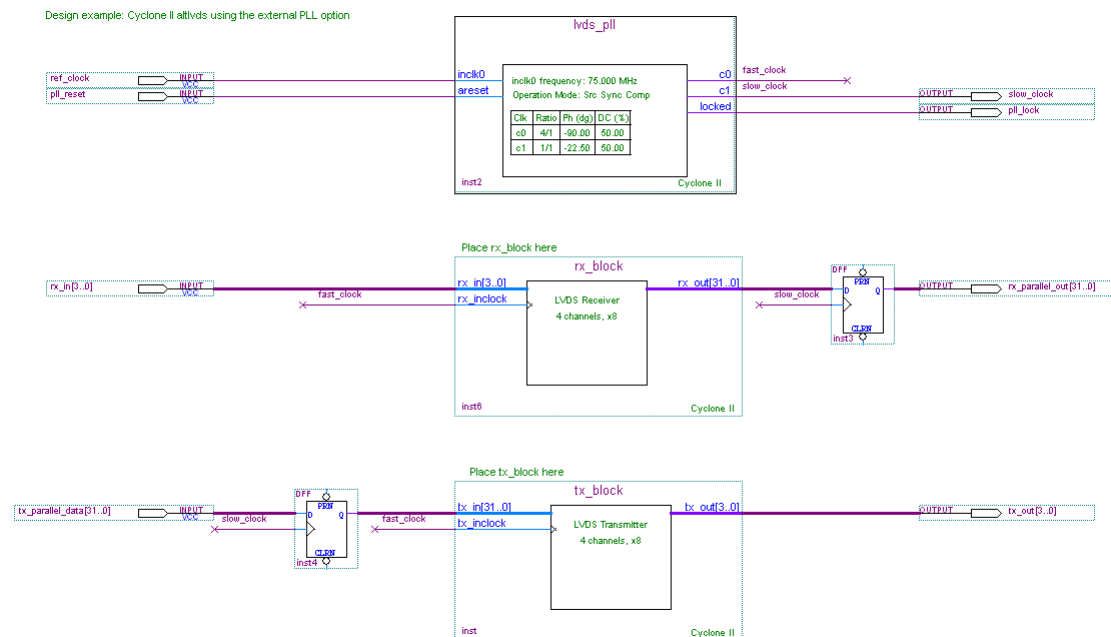 Design example: Cyclone II altlvds using the external PLL option
lvds_pll
ref_clock INPUT VCC
pll_reset INPUT VCC
inclk0
areset
inclk0 frequency: 75.000 MHz
Operation Mode: Src Sync Comp
Clk Ratio Ph (dg) DC (%)
c0 4/1 -90.00 50.00
c1 1/1 -22.50 50.00
c0 fast_clock
c1 slow_clock
locked
OUTPUT slow_clock
OUTPUT pll_lock
inst2 Cyclone II
Place rx_block here
rx_block
rx_in[3..0] INPUT VCC
fast_clock
rx_in[3..0]
rx_inclock
LVDS Receiver
4 channels, x8
rx_out[31..0]
slow_clock
DFF
PRN
D Q
CLRN
inst3
OUTPUT rx_parallel_out[31..0]
inst6 Cyclone II
Place tx_block here
tx_block
tx_parallel_data[31..0] INPUT VCC
slow_clock
DFF
PRN
D Q
CLRN
inst4
fast_clock
tx_in[31..0]
tx_inclock
LVDS Transmitter
4 channels, x8
tx_out[3..0]
OUTPUT tx_out[3..0]
inst Cyclone II